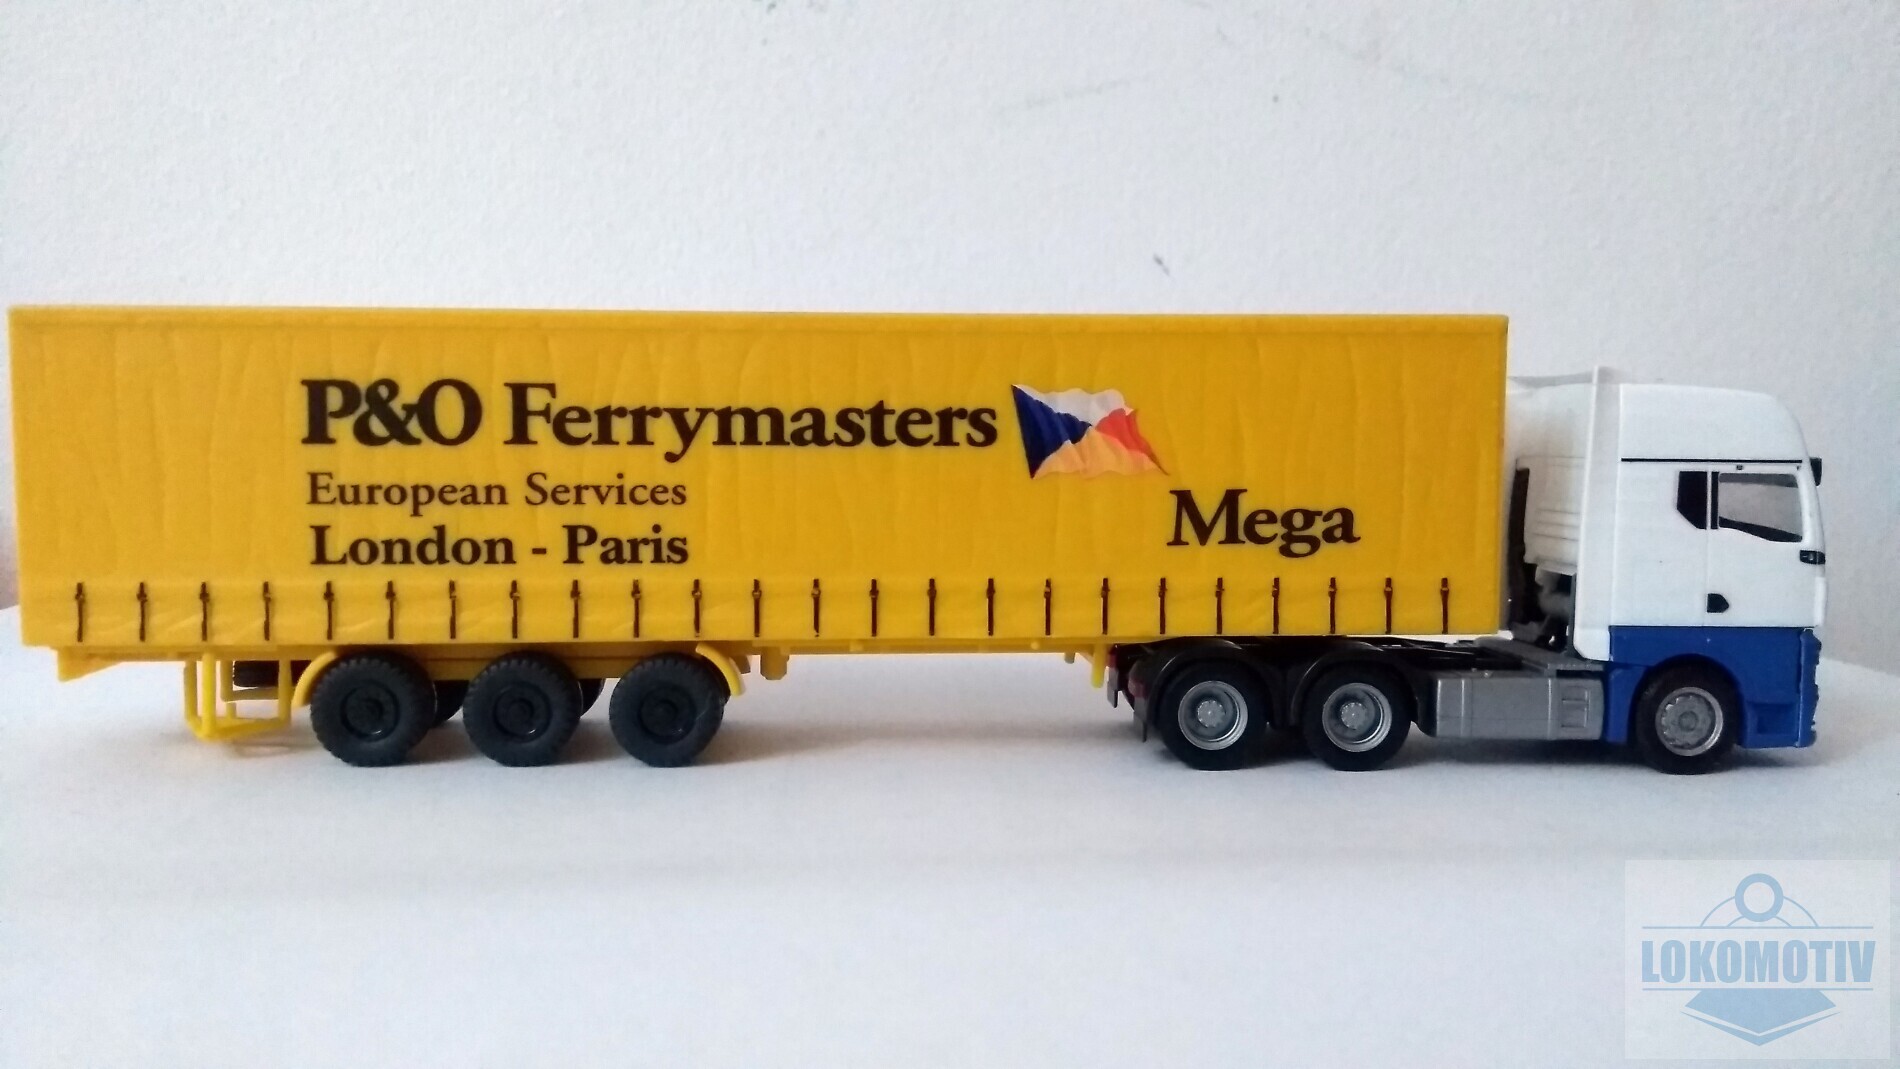 P&O Ferrymasters
European Services
London - Paris
Mega
LOKOMOTIV